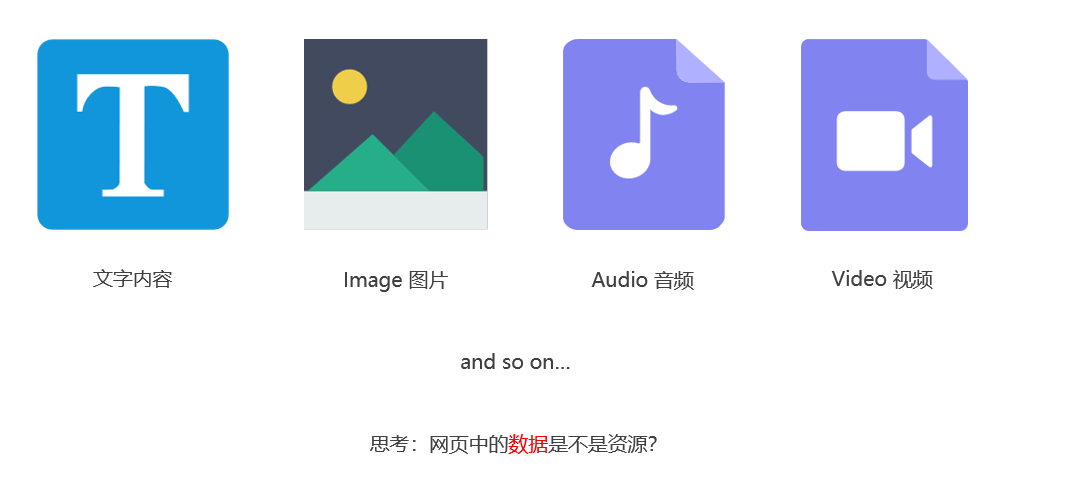 T
文字内容
Image 图片
Audio 音频
Video 视频
and so on...
思考：网页中的数据是不是资源?